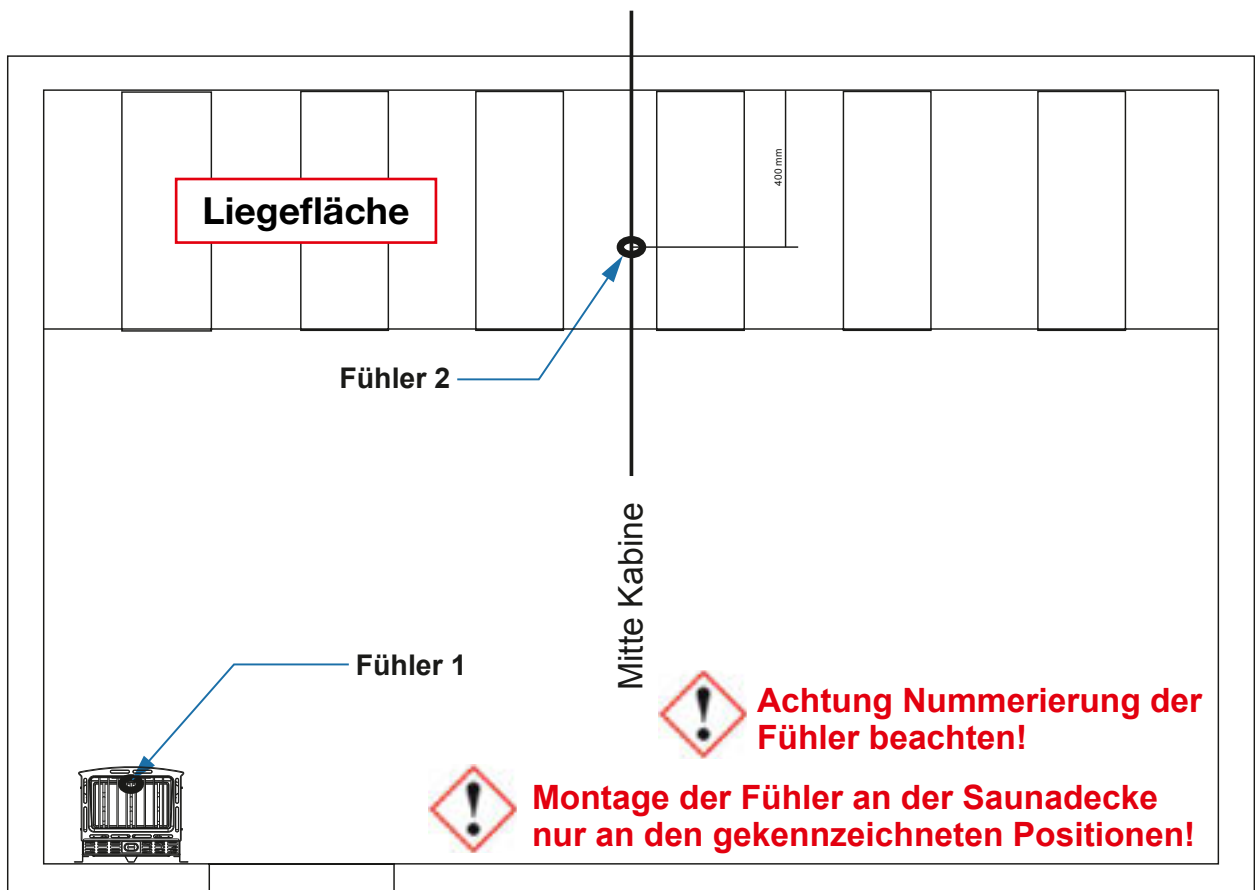 400 mm
Liegefläche
Fühler 2
Mitte Kabine
Fühler 1
Achtung Nummerierung der
Fühler beachten!
Montage der Fühler an der Saunadecke
nur an den gekennzeichneten Positionen!